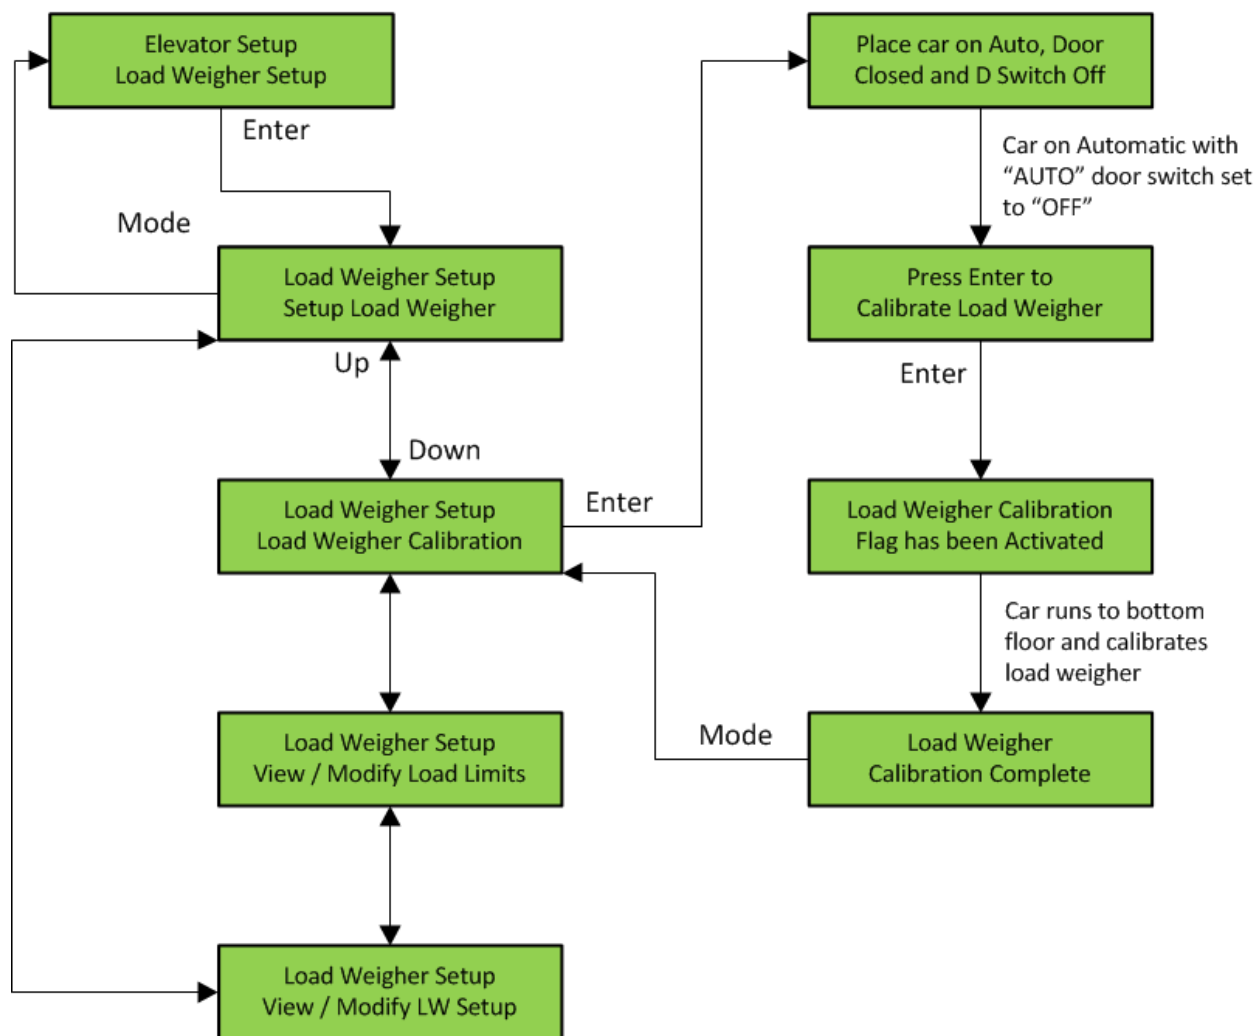 Elevator Setup
Load Weigher Setup
Enter
Mode
Load Weigher Setup
Setup Load Weigher
Up
Down
Load Weigher Setup
Load Weigher Calibration
Enter
Load Weigher Setup
View / Modify Load Limits
Load Weigher Setup
View / Modify LW Setup
Place car on Auto, Door
Closed and D Switch Off
Car on Automatic with
“AUTO” door switch set
to “OFF”
Press Enter to
Calibrate Load Weigher
Enter
Load Weigher Calibration
Flag has been Activated
Car runs to bottom
floor and calibrates
load weigher
Load Weigher
Calibration Complete
Mode